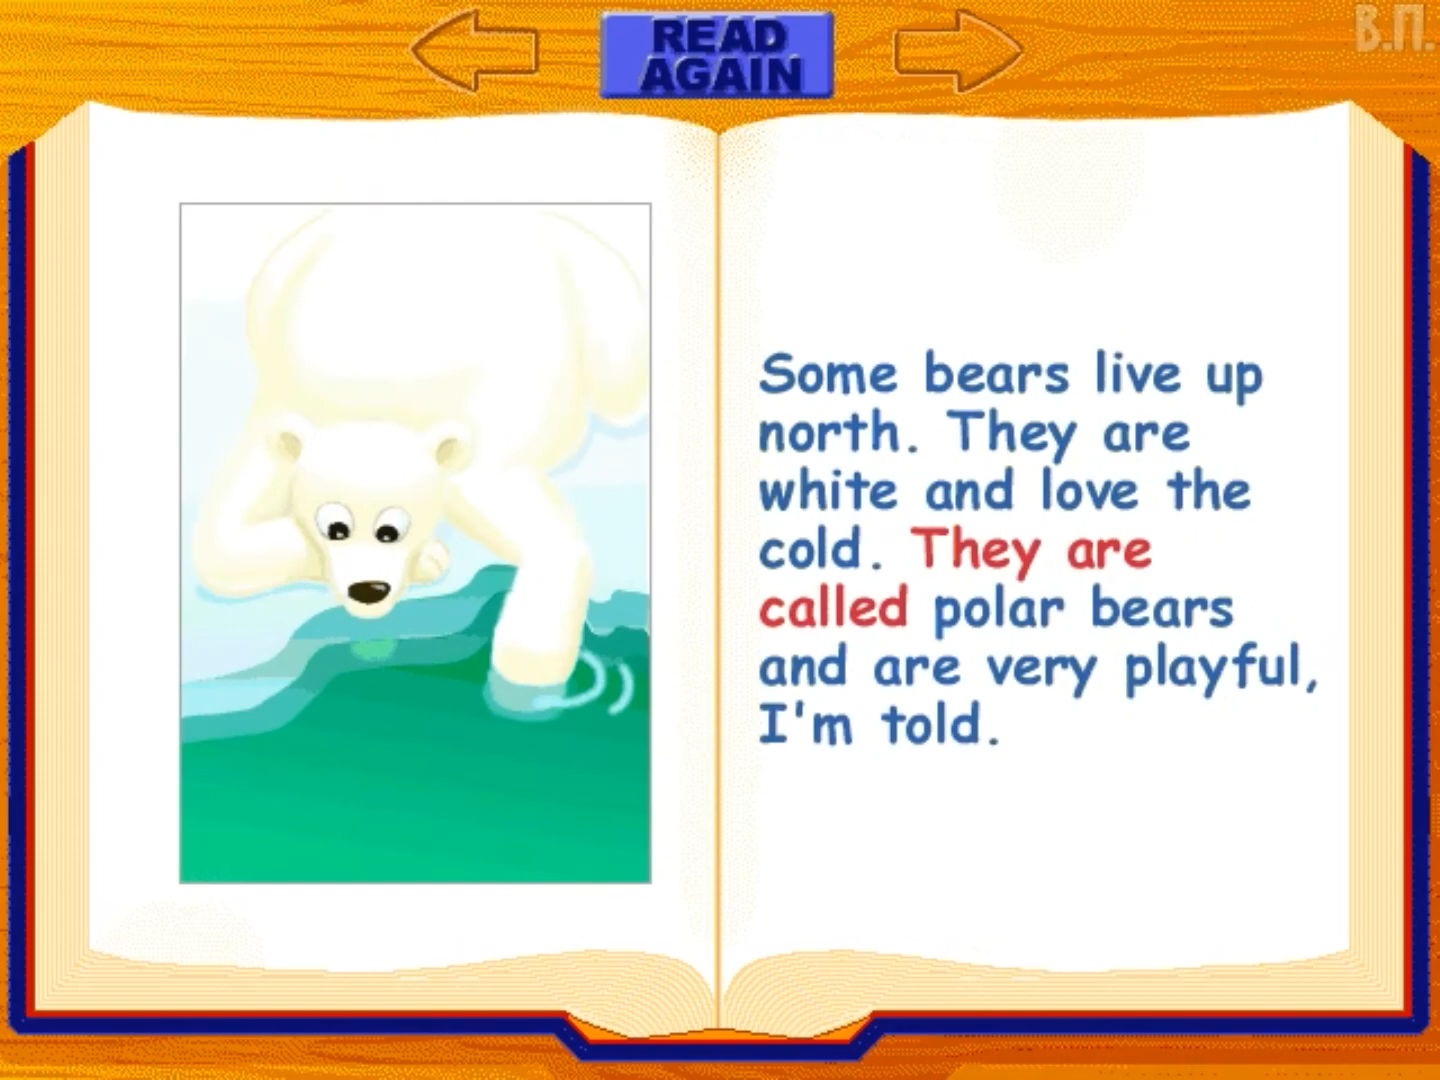 READ
AGAIN
В.П.
Some bears live up
north. They are
white and love the
cold. They are
called polar bears
and are very playful,
I'm told.